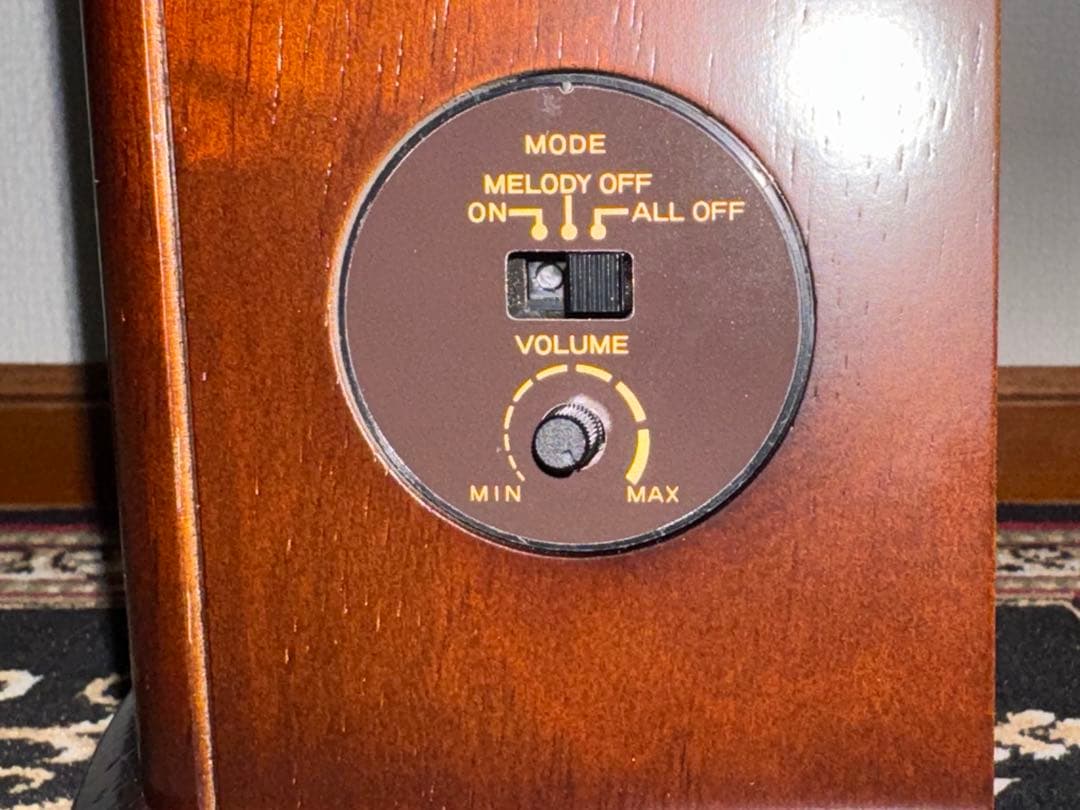 MODE
MELODY OFF
ON ALL OFF
VOLUME
MIN MAX